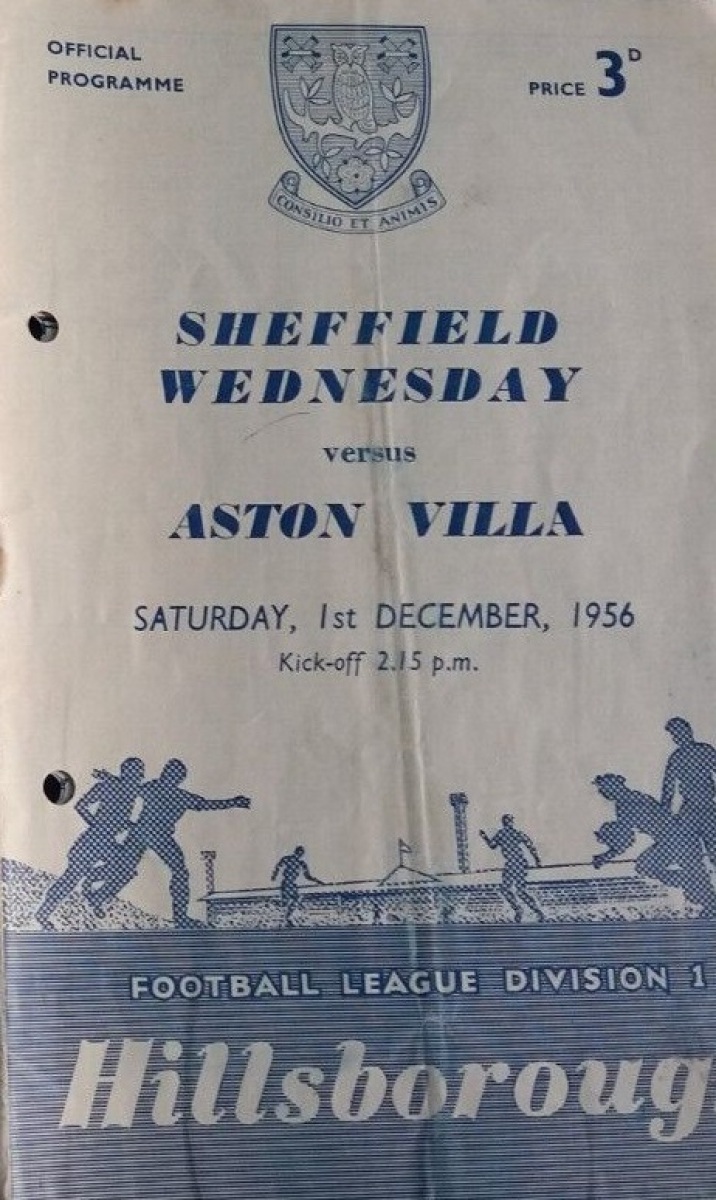 OFFICIAL
PROGRAMME
PRICE 3D
CONSILIO ET ANIMIS
SHEFFIELD
WEDNESDAY
versus
ASTON VILLA
SATURDAY, 1st DECEMBER, 1956
Kick-off 2.15 p.m.
FOOTBALL LEAGUE DIVISION 1
Hillsboroug